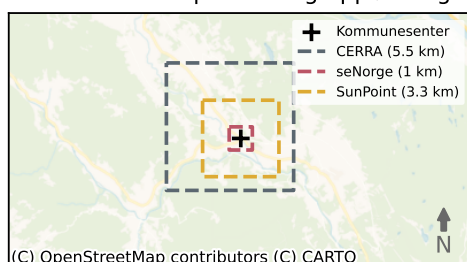 Kommunesenter
CERRA (5.5 km)
seNorge (1 km)
SunPoint (3.3 km)
N
(C) OpenStreetMap contributors (C) CARTO